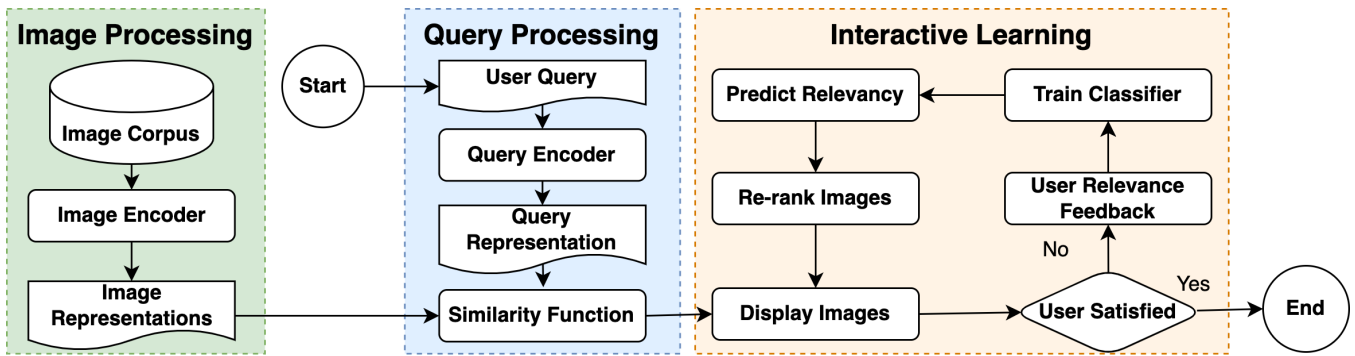 Image Processing
Image Corpus
Image Encoder
Image
Representations
Start
Query Processing
User Query
Query Encoder
Query
Representation
Similarity Function
Interactive Learning
Predict Relevancy
Train Classifier
Re-rank Images
User Relevance
Feedback
No
Yes
Display Images
User Satisfied
End